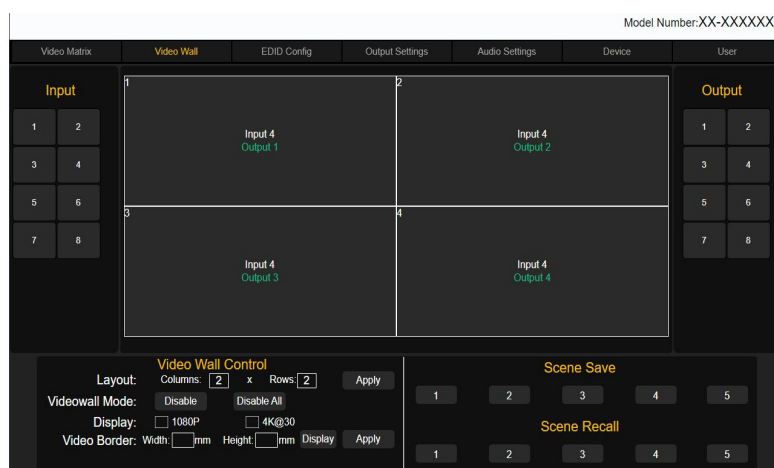 Model Number:XX-XXXXXX
Video Matrix Video Wall EDID Config Output Settings Audio Settings Device User
Input
1 2
3 4
5 6
7 8
1
Input 4
Output 1
2
Input 4
Output 2
3
Input 4
Output 3
4
Input 4
Output 4
Output
1 2
3 4
5 6
7 8
Video Wall Control
Layout: Columns: 2 x Rows: 2 Apply
Videowall Mode: Disable Disable All
Display: 1080P 4K@30
Video Border: Width: mm Height: mm Display Apply
Scene Save
1 2 3 4 5
Scene Recall
1 2 3 4 5